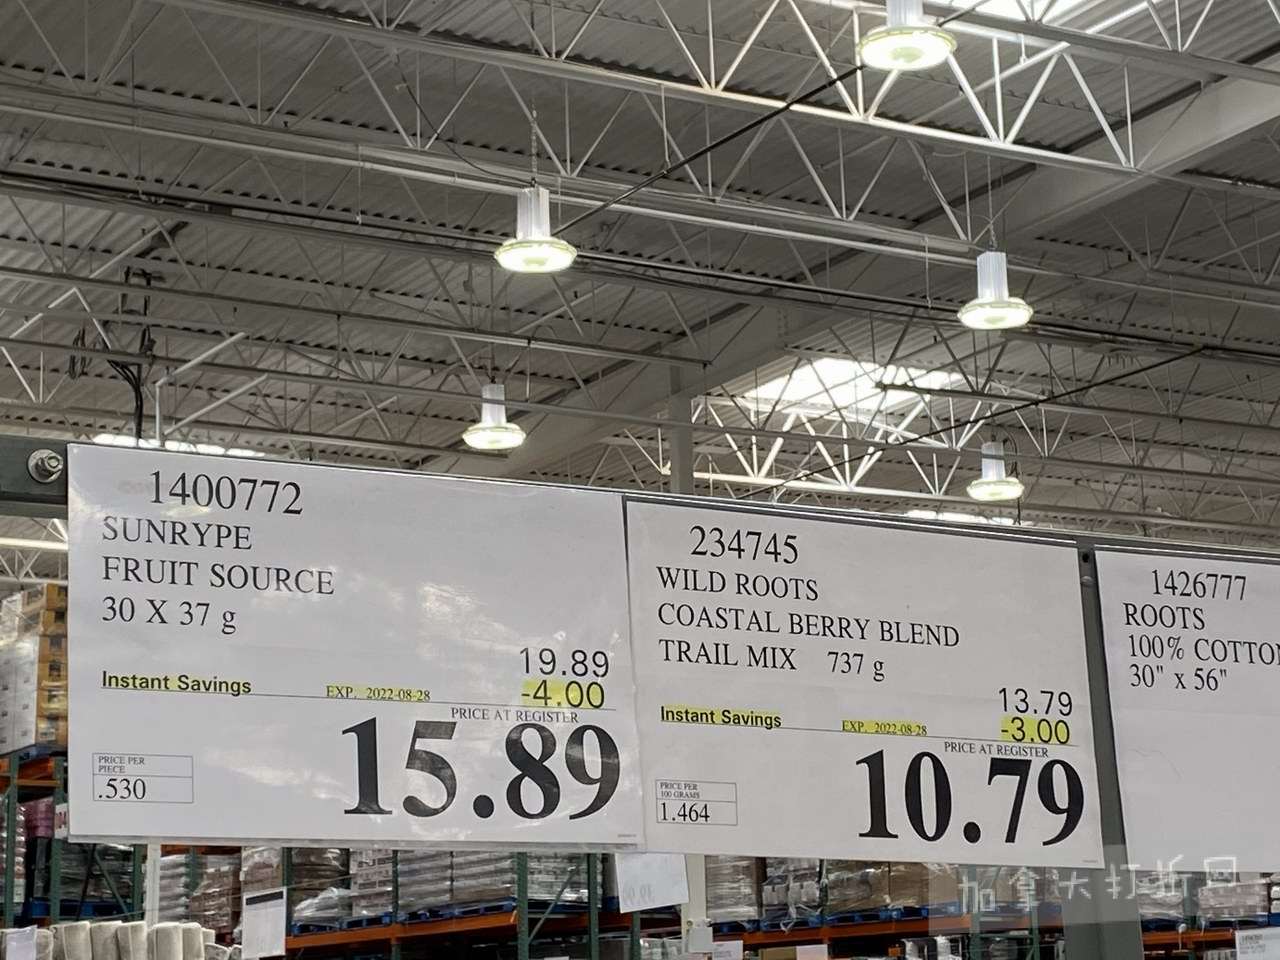 1400772
SUNRYPE
FRUIT SOURCE
30 X 37 g
19.89
Instant Savings EXP. 2022-08-28 -4.00
PRICE AT REGISTER
15.89
PRICE PER
PIECE
.530
234745
WILD ROOTS
COASTAL BERRY BLEND
TRAIL MIX 737 g
13.79
Instant Savings EXP. 2022-08-28 -3.00
PRICE AT REGISTER
10.79
PRICE PER
100 GRAMS
1.464
1426777
ROOTS
100% COTTON
30" x 56"
加拿大打折网